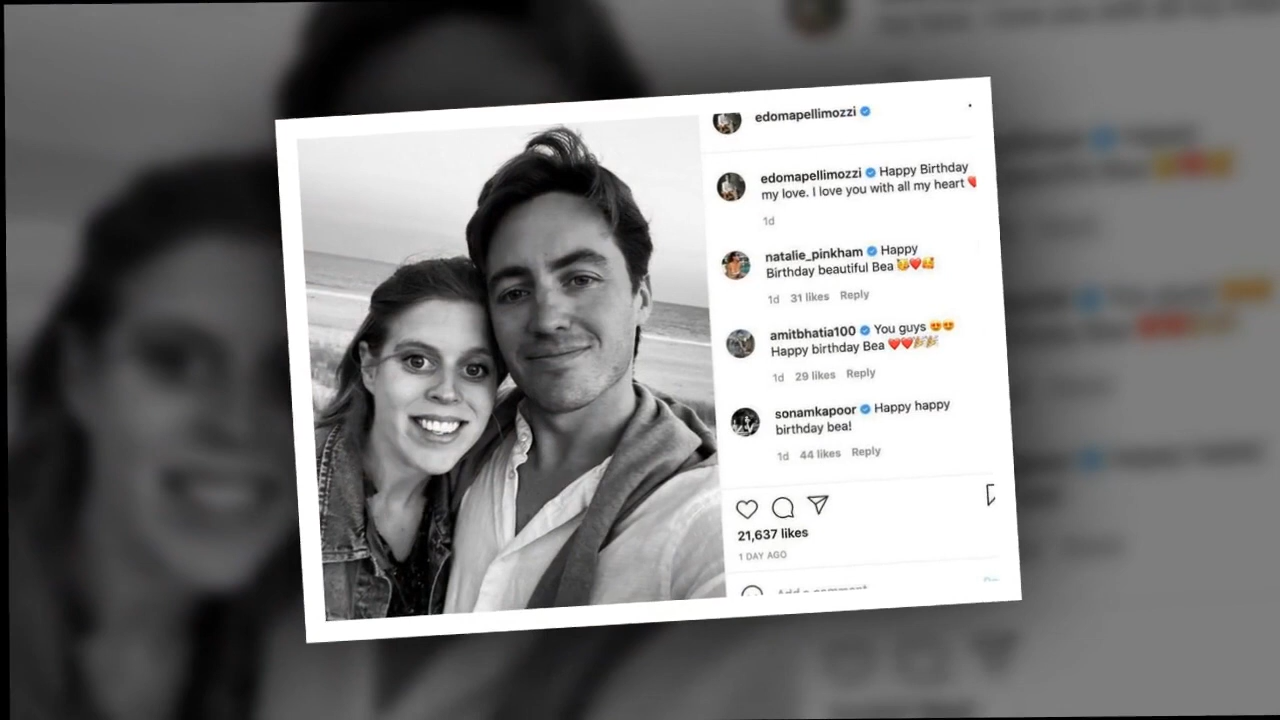 edomapellimozzi
edomapellimozzi Happy Birthday
my love. I love you with all my heart ❤
1d
natalie_pinkham Happy
Birthday beautiful Bea 🥳❤️🥰
1d 31 likes Reply
amitbhatia100 You guys 😍😍
Happy birthday Bea ❤️❤️🎉🎉
1d 29 likes Reply
sonamkapoor Happy happy
birthday bea!
1d 44 likes Reply
21,637 likes
1 DAY AGO
Add a comment